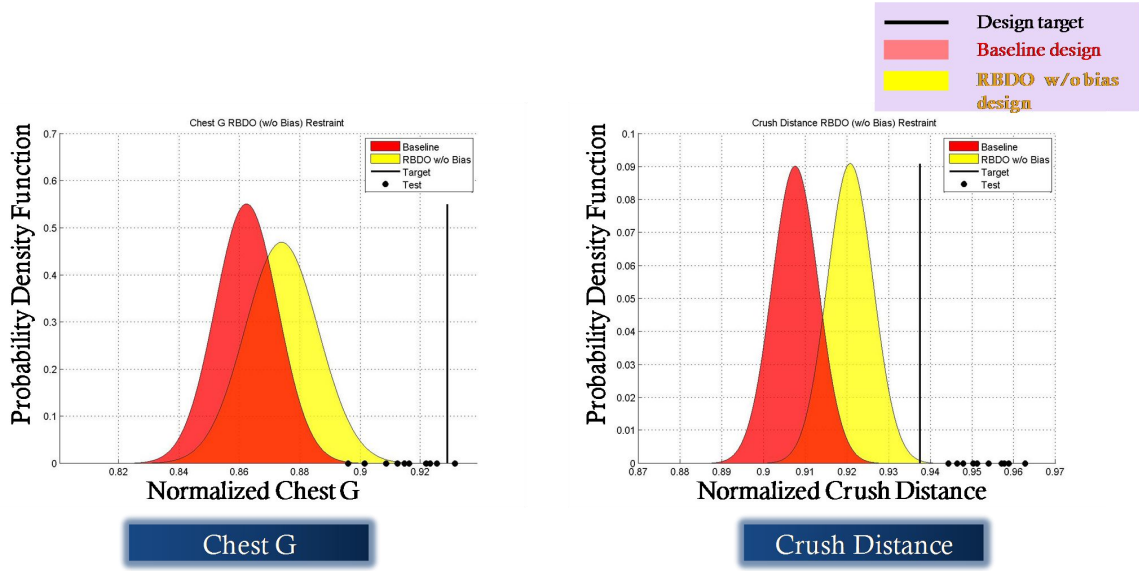 Design target
Baseline design
RBDO w/o bias
design
Chest G RBDO (w/o Bias) Restraint
0.7
0.6
0.5
0.4
0.3
0.2
0.1
0
0.82
0.84
0.86
0.88
0.9
0.92
Baseline
RBDO w/o Bias
Target
Test
Probability Density Function
Normalized Chest G
Chest G
Crush Distance RBDO (w/o Bias) Restraint
0.1
0.09
0.08
0.07
0.06
0.05
0.04
0.03
0.02
0.01
0
0.87
0.88
0.89
0.9
0.91
0.92
0.93
0.94
0.95
0.96
0.97
Baseline
RBDO w/o Bias
Target
Test
Probability Density Function
Normalized Crush Distance
Crush Distance